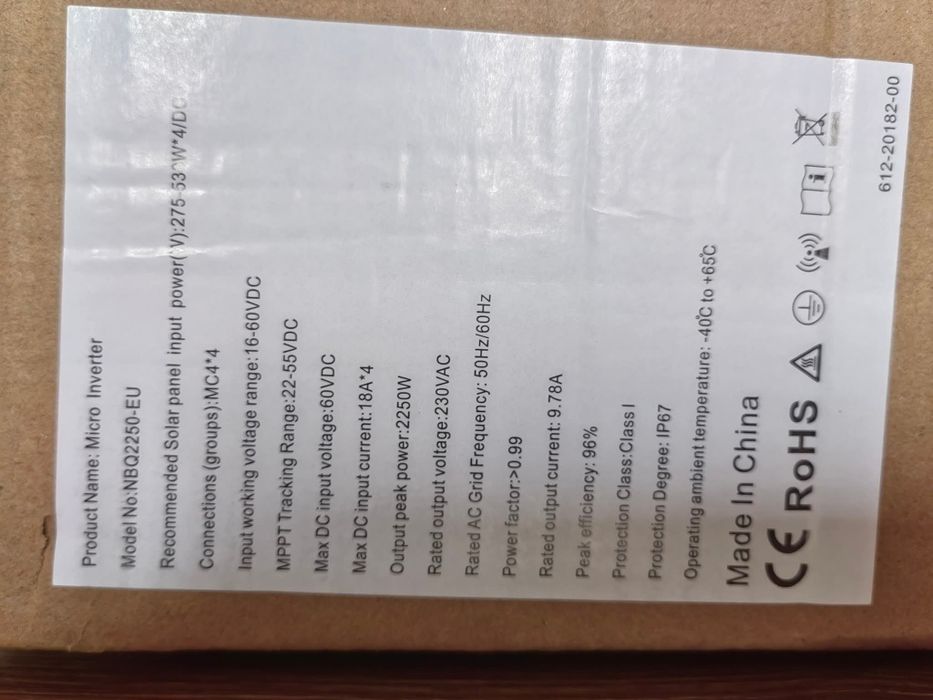 Product Name: Micro Inverter
Model No:NBQ2250-EU
Recommended Solar panel input
Connections (groups):MC4*4
Input working voltage range:16-60VDC
MPPT Tracking Range:22-55VDC
Max DC input voltage:60VDC
Max DC input current:18A*4
Output peak power:2250W
Rated output voltage:230VAC
Rated AC Grid Frequency: 50Hz/60Hz
Power factor:>0.99
Rated output current: 9.78A
Peak efficiency: 96%
Protection Class:Class I
Protection Degree: IP67
Operating ambient temperature: -40℃ to +65℃
Made In China
CE RoHS
612-20182-00